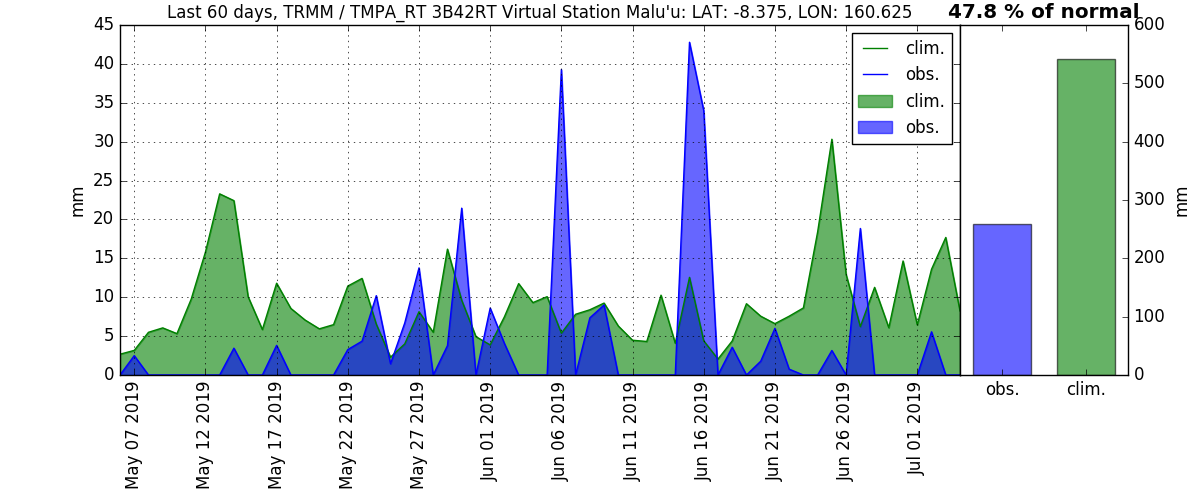 Last 60 days, TRMM / TMPA_RT 3B42RT Virtual Station Malu'u: LAT: -8.375, LON: 160.625
47.8 % of normal
45
40
35
30
25
20
15
10
5
0
mm
clim.
obs.
clim.
obs.
May 07 2019
May 12 2019
May 17 2019
May 22 2019
May 27 2019
Jun 01 2019
Jun 06 2019
Jun 11 2019
Jun 16 2019
Jun 21 2019
Jun 26 2019
Jul 01 2019
600
500
400
300
200
100
0
mm
obs.
clim.